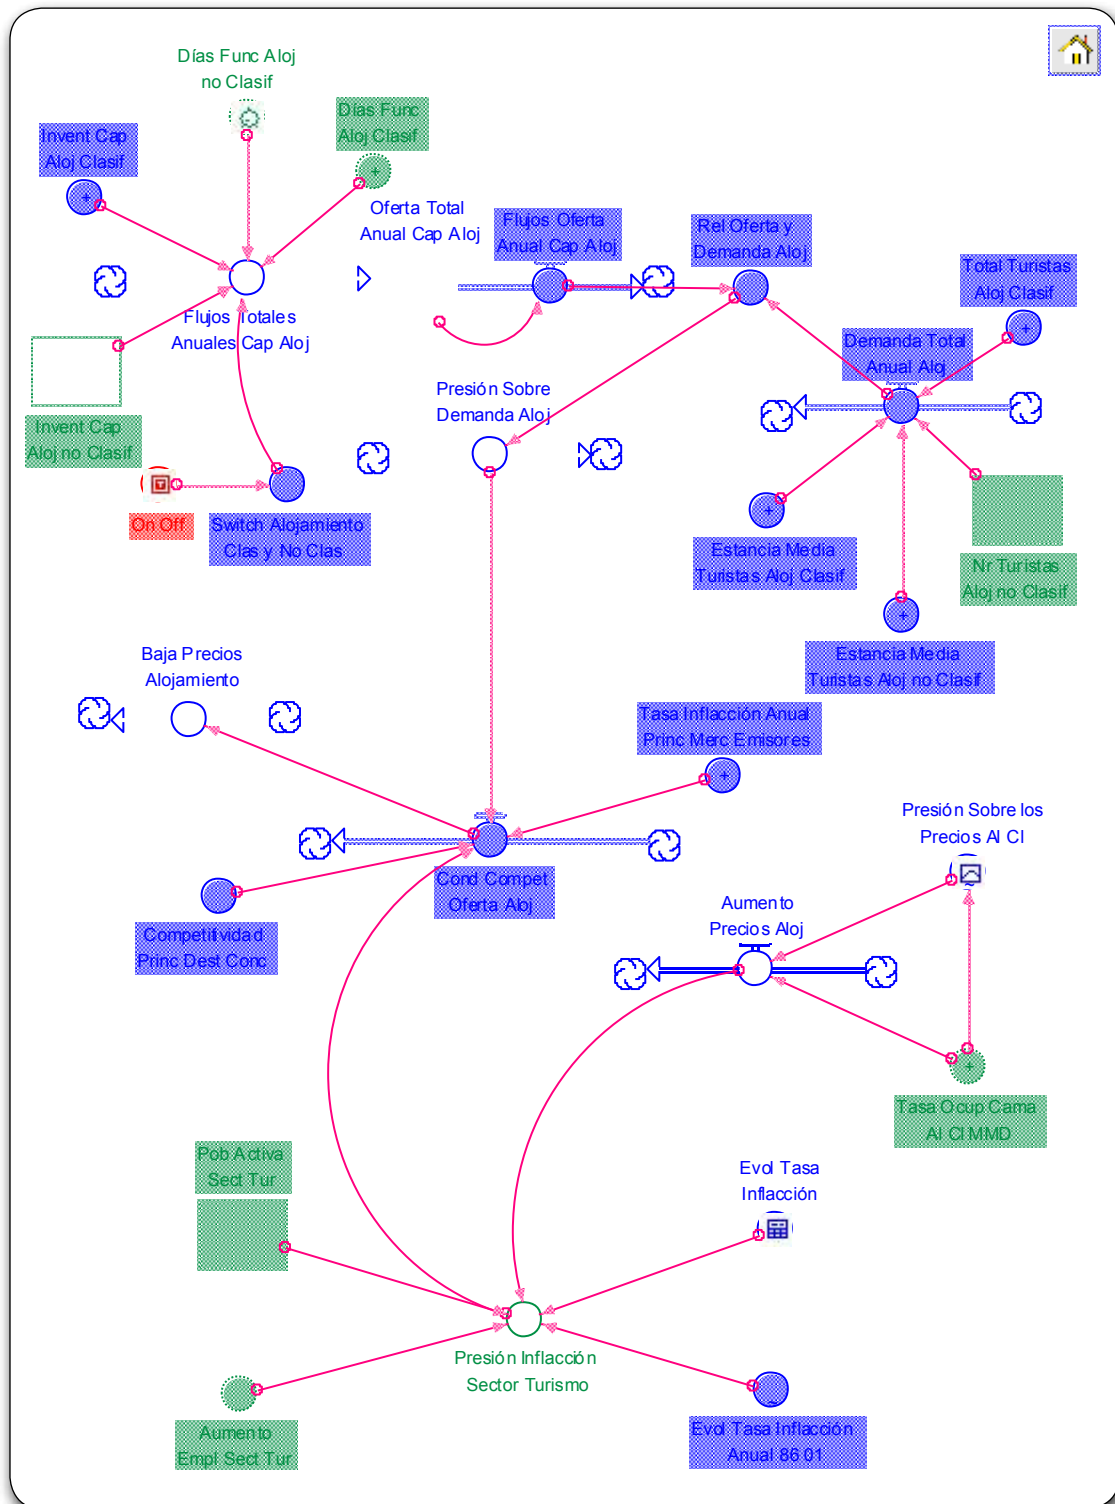 Días Func Aloj
no Clasif
Días Func
Aloj Clasif
Invent Cap
Aloj Clasif
Oferta Total
Anual Cap Aloj
Flujos Oferta
Anual Cap Aloj
Rel Oferta y
Demanda Aloj
Total Turistas
Aloj Clasif
Flujos Totales
Anuales Cap Aloj
Demanda Total
Anual Aloj
Presión Sobre
Demanda Aloj
Invent Cap
Aloj no Clasif
On Off
Switch Alojamiento
Clas y No Clas
Estancia Media
Turistas Aloj Clasif
Nr Turistas
Aloj no Clasif
Estancia Media
Turistas Aloj no Clasif
Baja Precios
Alojamiento
Tasa Inflacción Anual
Princ Merc Emisores
Presión Sobre los
Precios Al Cl
Cond Compet
Oferta Aloj
Aumento
Precios Aloj
Competitividad
Princ Dest Conc
Tasa Ocup Cama
Al Cl MMD
Pob Activa
Sect Tur
Evol Tasa
Inflacción
Presión Inflacción
Sector Turismo
Aumento
Empl Sect Tur
Evol Tasa Inflacción
Anual 86 01